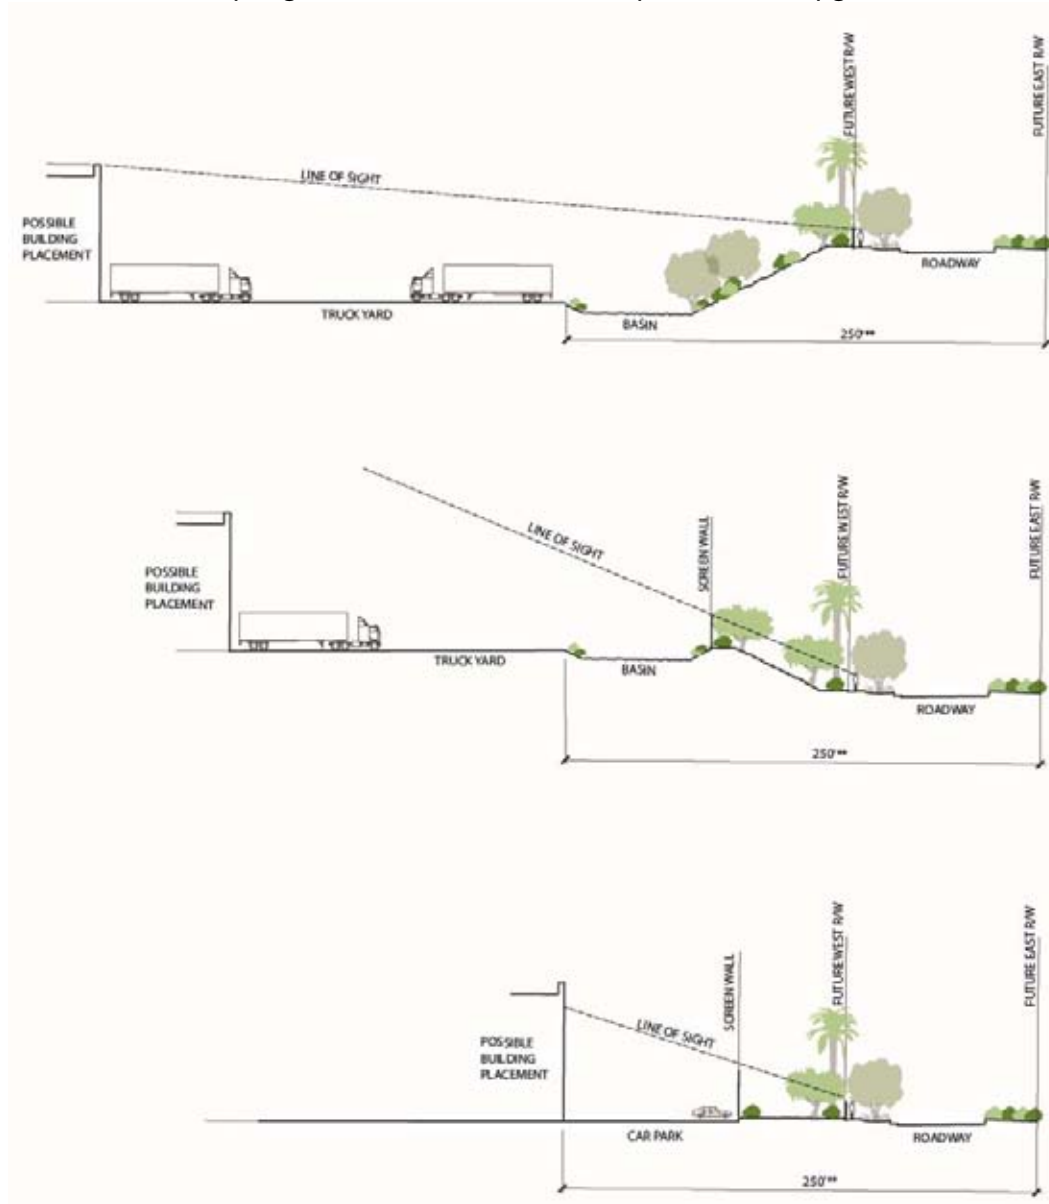 FUTURE WEST R/W
FUTURE EAST R/W
LINE OF SIGHT
POSSIBLE
BUILDING
PLACEMENT
ROADWAY
TRUCK YARD
BASIN
250'**
FUTURE WEST R/W
FUTURE EAST R/W
SCREEN WALL
LINE OF SIGHT
POSSIBLE
BUILDING
PLACEMENT
TRUCK YARD
BASIN
ROADWAY
250'**
FUTURE WEST R/W
FUTURE EAST R/W
SCREEN WALL
LINE OF SIGHT
POSSIBLE
BUILDING
PLACEMENT
CAR PARK
ROADWAY
250'**